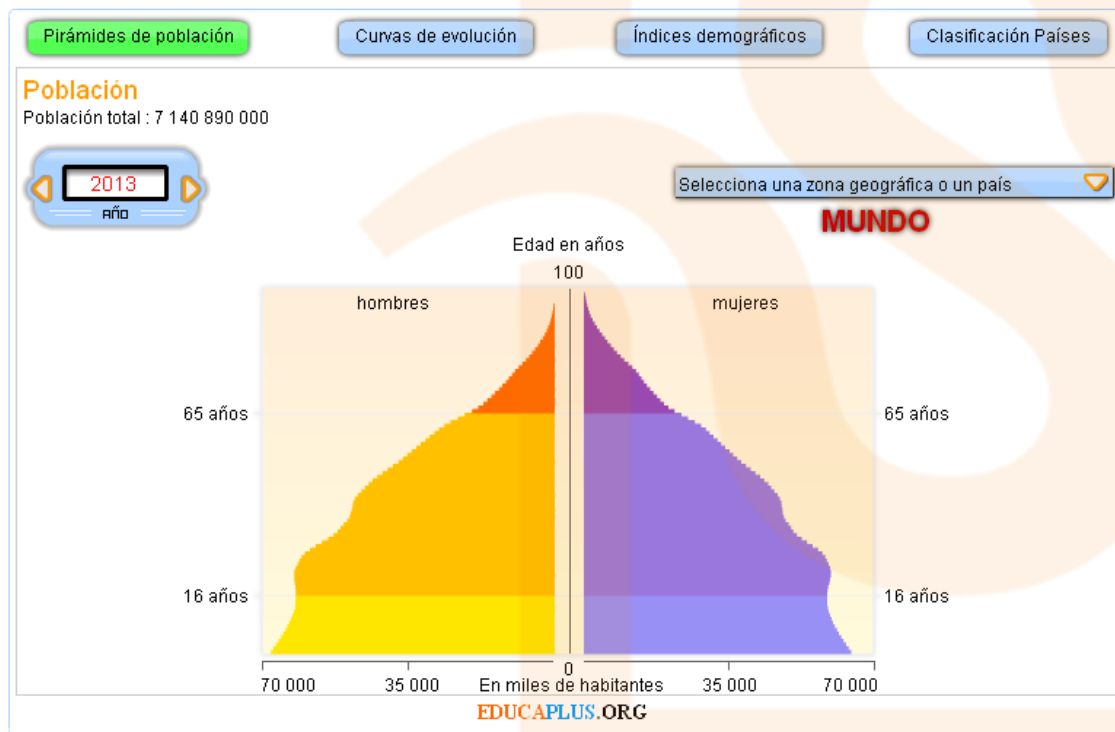 Pirámides de población
Curvas de evolución
Índices demográficos
Clasificación Países
Población
Población total : 7 140 890 000
2013
AÑO
Selecciona una zona geográfica o un país
MUNDO
Edad en años
100
hombres
mujeres
65 años
65 años
16 años
16 años
0
70 000
35 000
En miles de habitantes
35 000
70 000
EDUCAPLUS.ORG